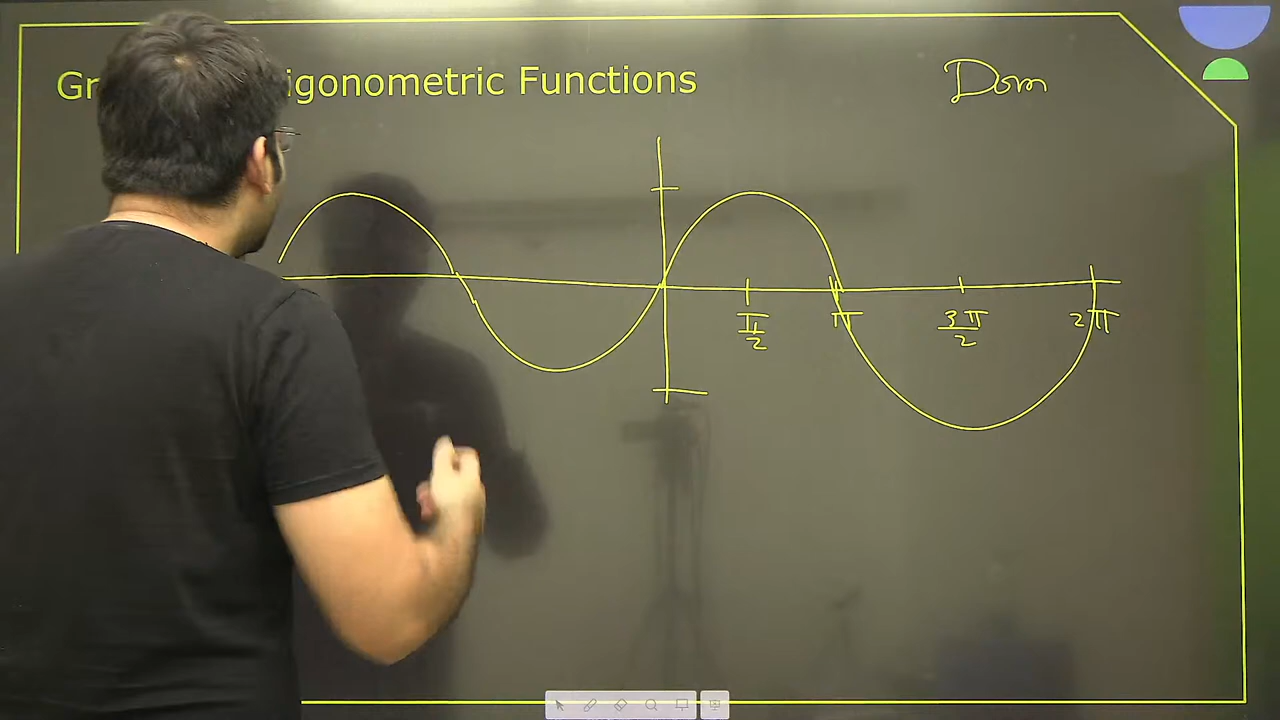 Gr igonometric Functions
Dom
π/2 π 3π/2 2π